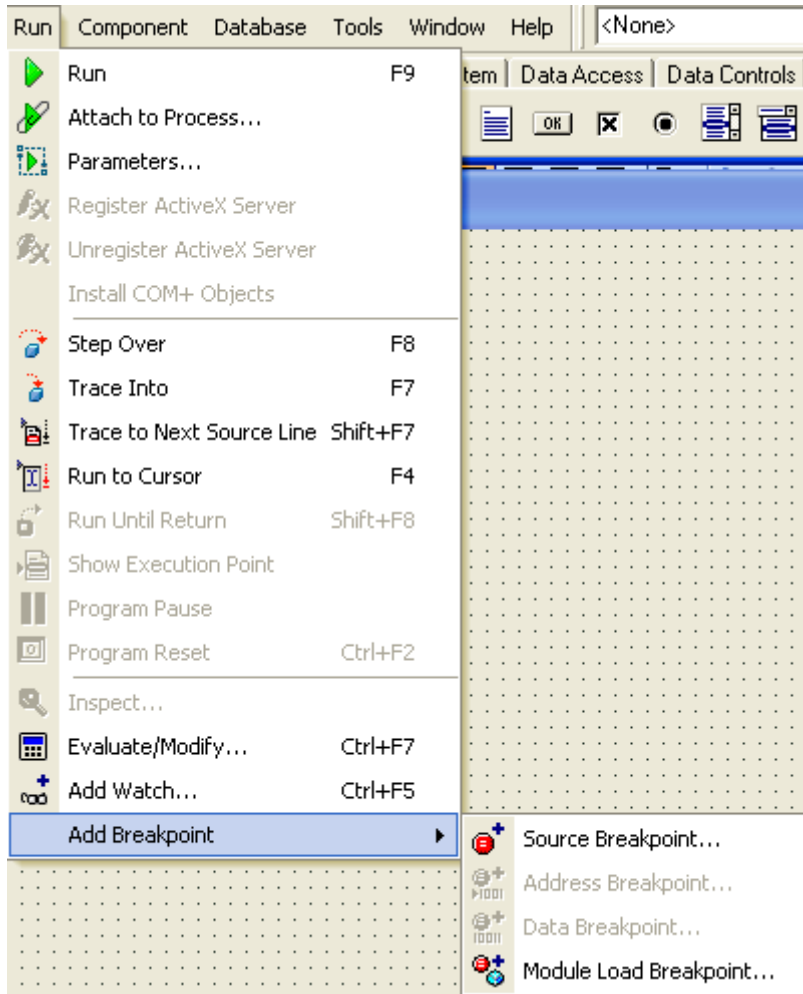 Run Component Database Tools Window Help <None>
Run F9 tem Data Access Data Controls
Attach to Process... OK
Parameters...
Register ActiveX Server
Unregister ActiveX Server
Install COM+ Objects
Step Over F8
Trace Into F7
Trace to Next Source Line Shift+F7
Run to Cursor F4
Run Until Return Shift+F8
Show Execution Point
Program Pause
Program Reset Ctrl+F2
Inspect...
Evaluate/Modify... Ctrl+F7
Add Watch... Ctrl+F5
Add Breakpoint
Source Breakpoint...
Address Breakpoint...
Data Breakpoint...
Module Load Breakpoint...